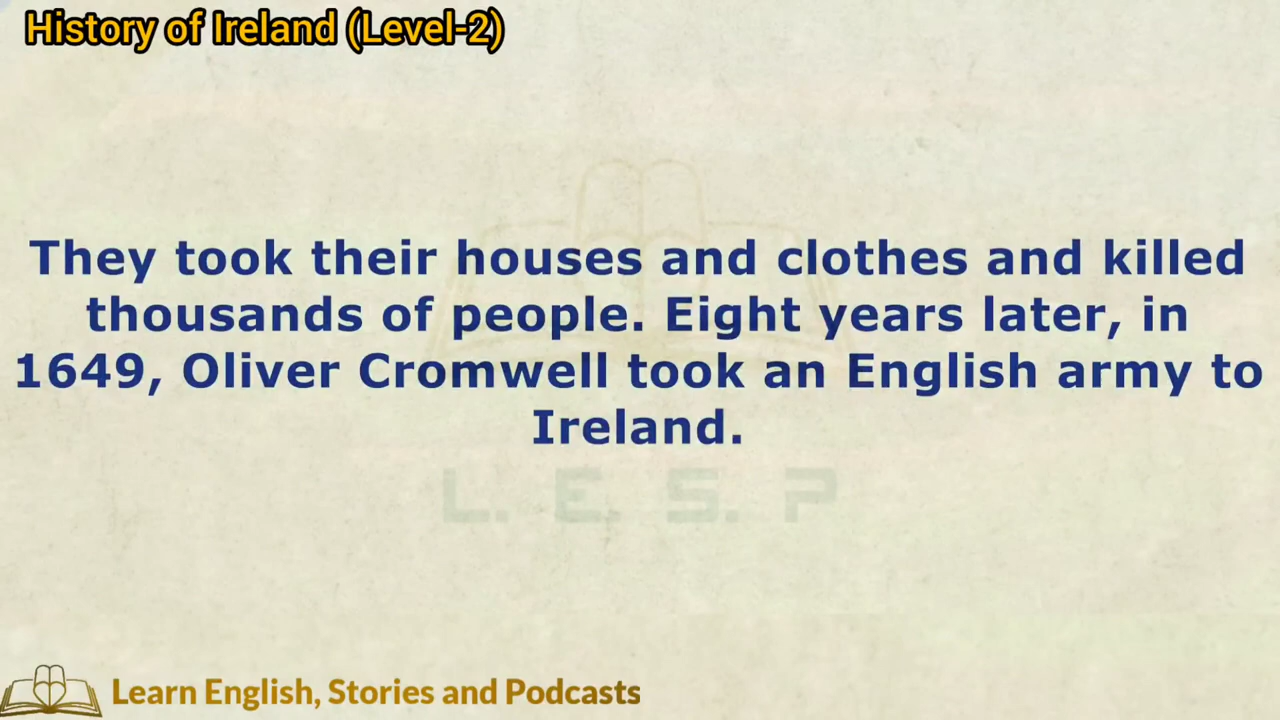 History of Ireland (Level-2)
They took their houses and clothes and killed
thousands of people. Eight years later, in
1649, Oliver Cromwell took an English army to
Ireland.
L. E. S. P
Learn English, Stories and Podcasts